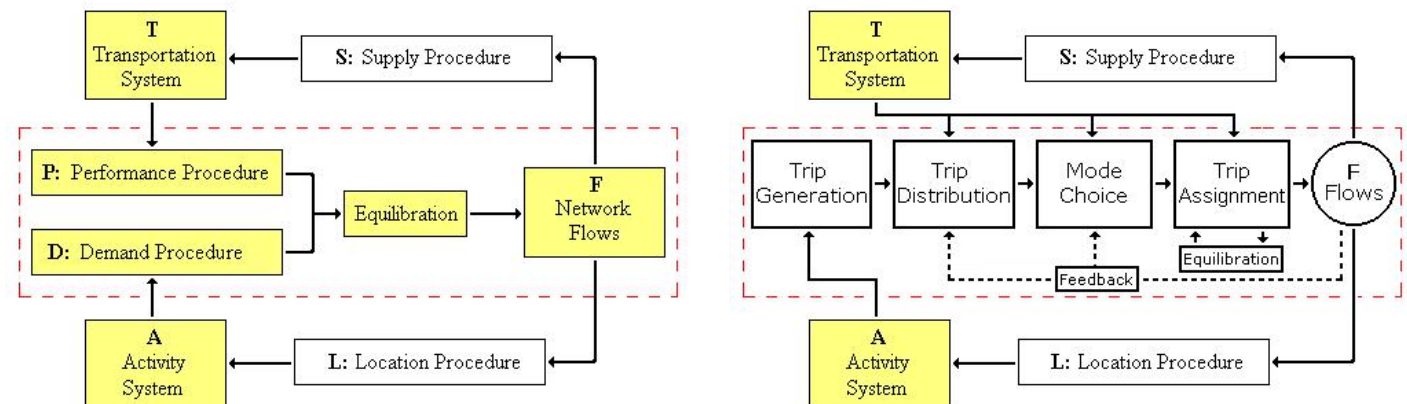 T
Transportation
System
S: Supply Procedure
P: Performance Procedure
D: Demand Procedure
Equilibration
F
Network
Flows
A
Activity
System
L: Location Procedure
T
Transportation
System
S: Supply Procedure
Trip
Generation
Trip
Distribution
Mode
Choice
Trip
Assignment
F
Flows
Equilibration
Feedback
A
Activity
System
L: Location Procedure